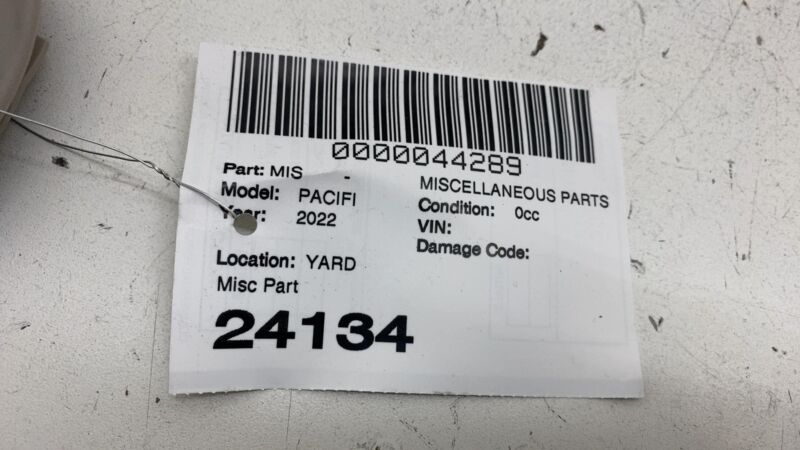 0000044289
Part: MIS - MISCELLANEOUS PARTS
Model: PACIFI Condition: 0cc
Year: 2022 VIN:
Damage Code:
Location: YARD
Misc Part
24134